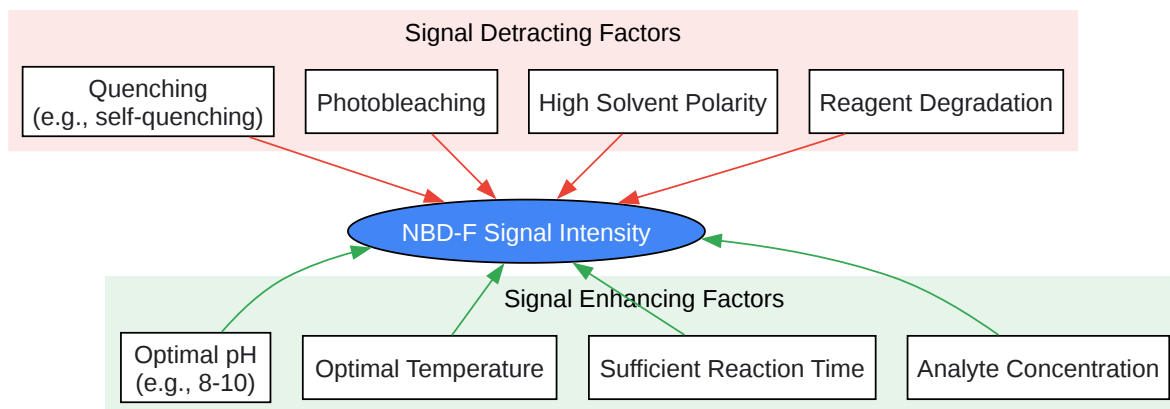 Signal Detracting Factors
Quenching
(e.g., self-quenching)
Photobleaching
High Solvent Polarity
Reagent Degradation
NBD-F Signal Intensity
Signal Enhancing Factors
Optimal pH
(e.g., 8-10)
Optimal Temperature
Sufficient Reaction Time
Analyte Concentration